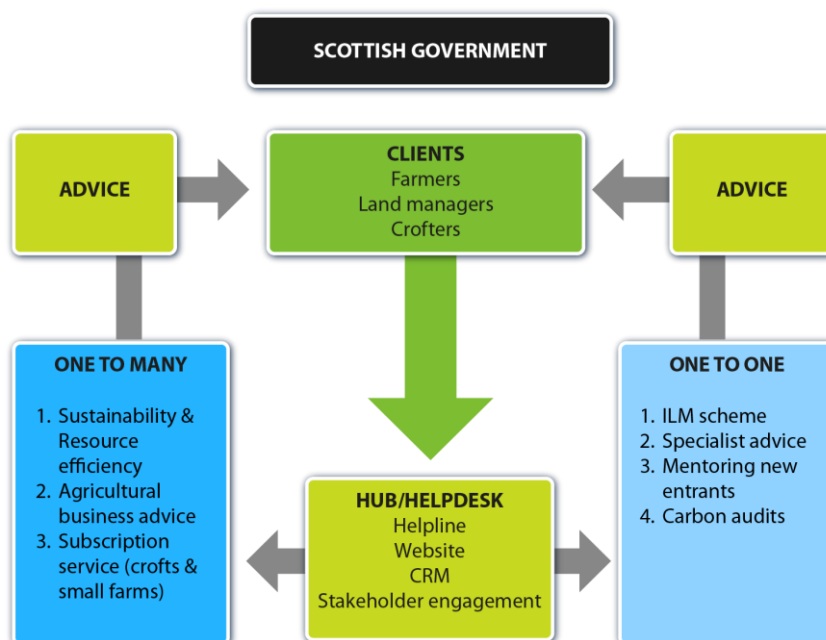 SCOTTISH GOVERNMENT
ADVICE
CLIENTS
Farmers
Land managers
Crofters
ADVICE
ONE TO MANY
1. Sustainability &
Resource
efficiency
2. Agricultural
business advice
3. Subscription
service (crofts &
small farms)
HUB/HELPDESK
Helpline
Website
CRM
Stakeholder engagement
ONE TO ONE
1. ILM scheme
2. Specialist advice
3. Mentoring new
entrants
4. Carbon audits